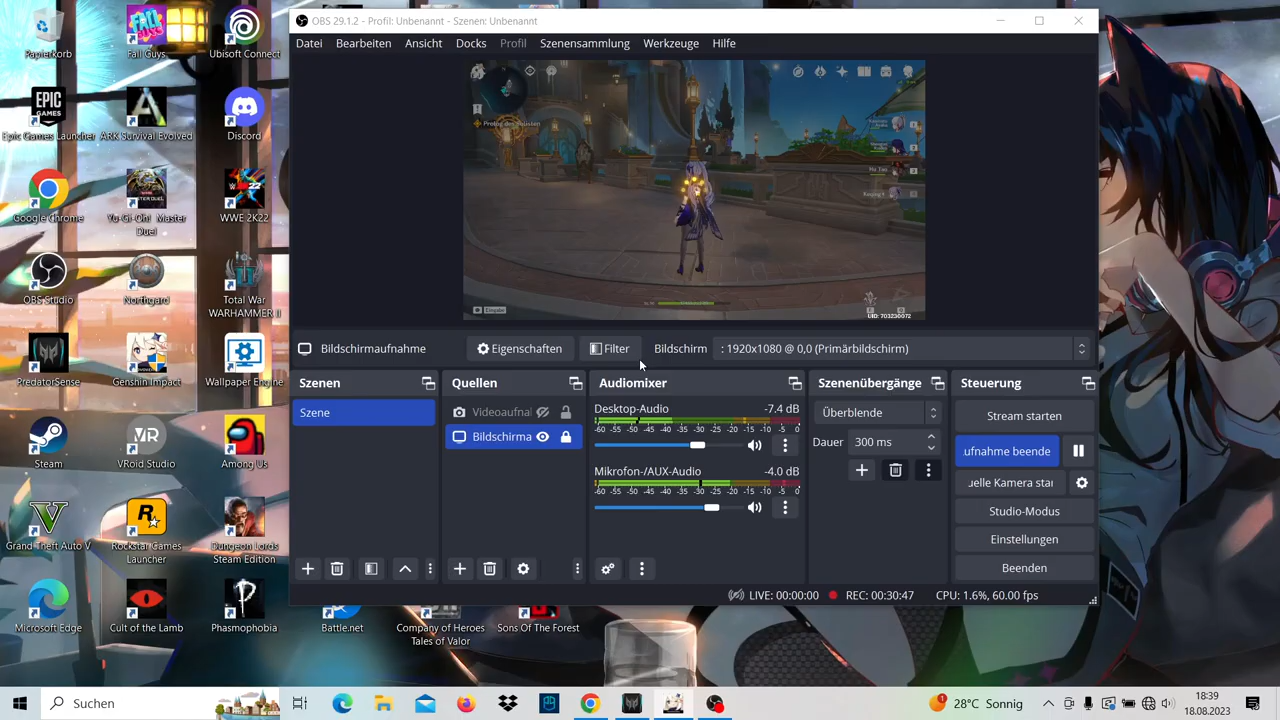 OBS 29.1.2 - Profil: Unbenannt - Szenen: Unbenannt
Datei Bearbeiten Ansicht Docks Profil Szenensammlung Werkzeuge Hilfe
Papierkorb
Fall Guys
Ubisoft Connect
Epic Games Launcher
ARK Survival Evolved
Discord
Google Chrome
Yu-Gi-Oh! Master
Duel
WWE 2K22
OBS Studio
Northgard
Total War
WARHAMMER II
PredatorSense
Genshin Impact
Wallpaper Engine
Steam
VRoid Studio
Among Us
Grand Theft Auto V
Rockstar Games
Launcher
Dungeon Lords
Steam Edition
Microsoft Edge
Cult of the Lamb
Phasmophobia
Battle.net
Company of Heroes
Tales of Valor
Sons Of The Forest
EPIC
GAMES
Prolog des
Eingabe
UID: 703230072
Bildschirmaufnahme Eigenschaften Filter Bildschirm : 1920x1080 @ 0,0 (Primärbildschirm)
Szenen Quellen Audiomixer Szenenübergänge Steuerung
Szene
Videoaufnal
Bildschirma
Desktop-Audio -7.4 dB
-60 -55 -50 -45 -40 -35 -30 -25 -20 -15 -10 -5 0
Mikrofon-/AUX-Audio -4.0 dB
-60 -55 -50 -45 -40 -35 -30 -25 -20 -15 -10 -5 0
Überblende
Dauer 300 ms
Stream starten
ufnahme beende
uelle Kamera star
Studio-Modus
Einstellungen
Beenden
LIVE: 00:00:00 REC: 00:30:47 CPU: 1.6%, 60.00 fps
Suchen
1
28°C Sonnig
18:39
18.08.2023